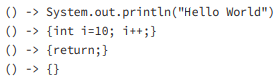 () -> System.out.println("Hello World")
() -> {int i=10; i++;}
() -> {return;}
() -> {}